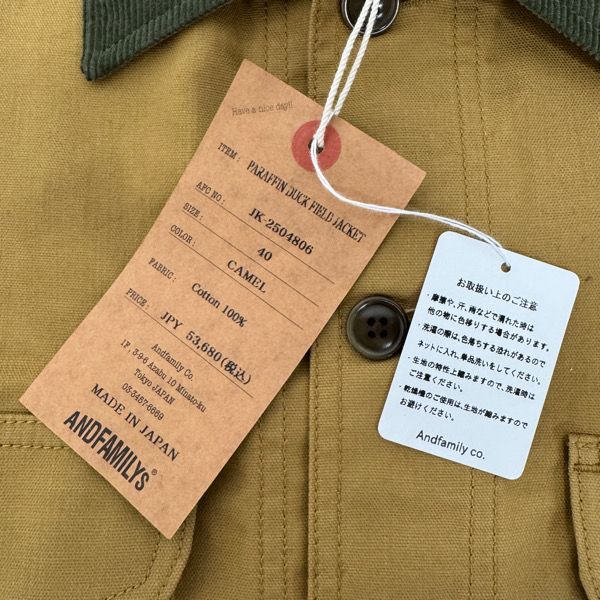 Have a nice day!!
ITEM: PARAFFIN DUCK FIELD JACKET
AFC NO: JK-2504806
SIZE: 40
COLOR: CAMEL
FABRIC: Cotton 100%
PRICE: JPY 53,680(税込)
Andfamily Co.
1F, 3-9-6 Azabu 10 Minato-ku
Tokyo JAPAN
03-3457-6669
MADE IN JAPAN
ANDFAMILYS®
お取扱い上のご注意
・摩擦や、汗、雨などで濡れた時は
他の物に色移りする場合があります。
・洗濯の際は、色落ちする恐れがあるので
ネットに入れ、単品洗いをしてください。
・生地の特性上縮みますので、洗濯時は
ご注意ください。
・乾燥機のご使用は、生地が縮みますので
お避けください。
Andfamily co.